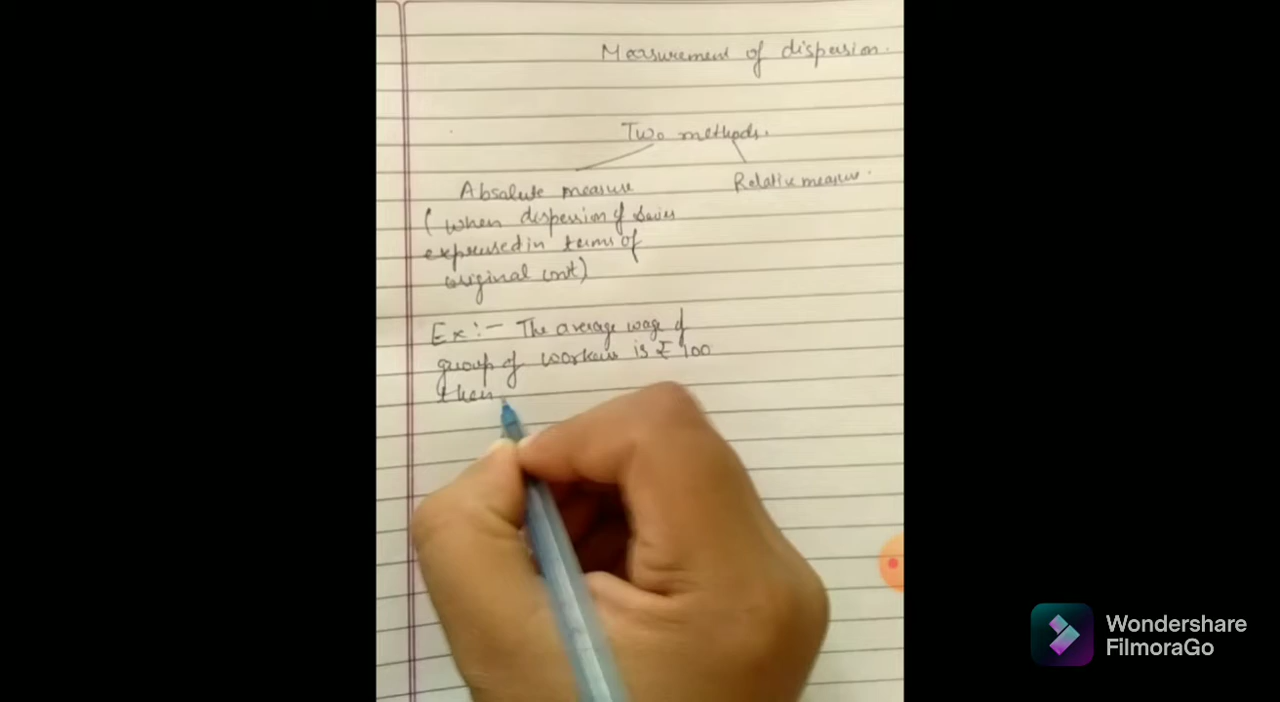 Measurement of dispersion.
Two methods.
Absolute measure
Relative measure.
(when dispersion of series
expressed in terms of
original unit)
Ex:- The average wage of
group of workers is ₹ 100
then
Wondershare
FilmoraGo